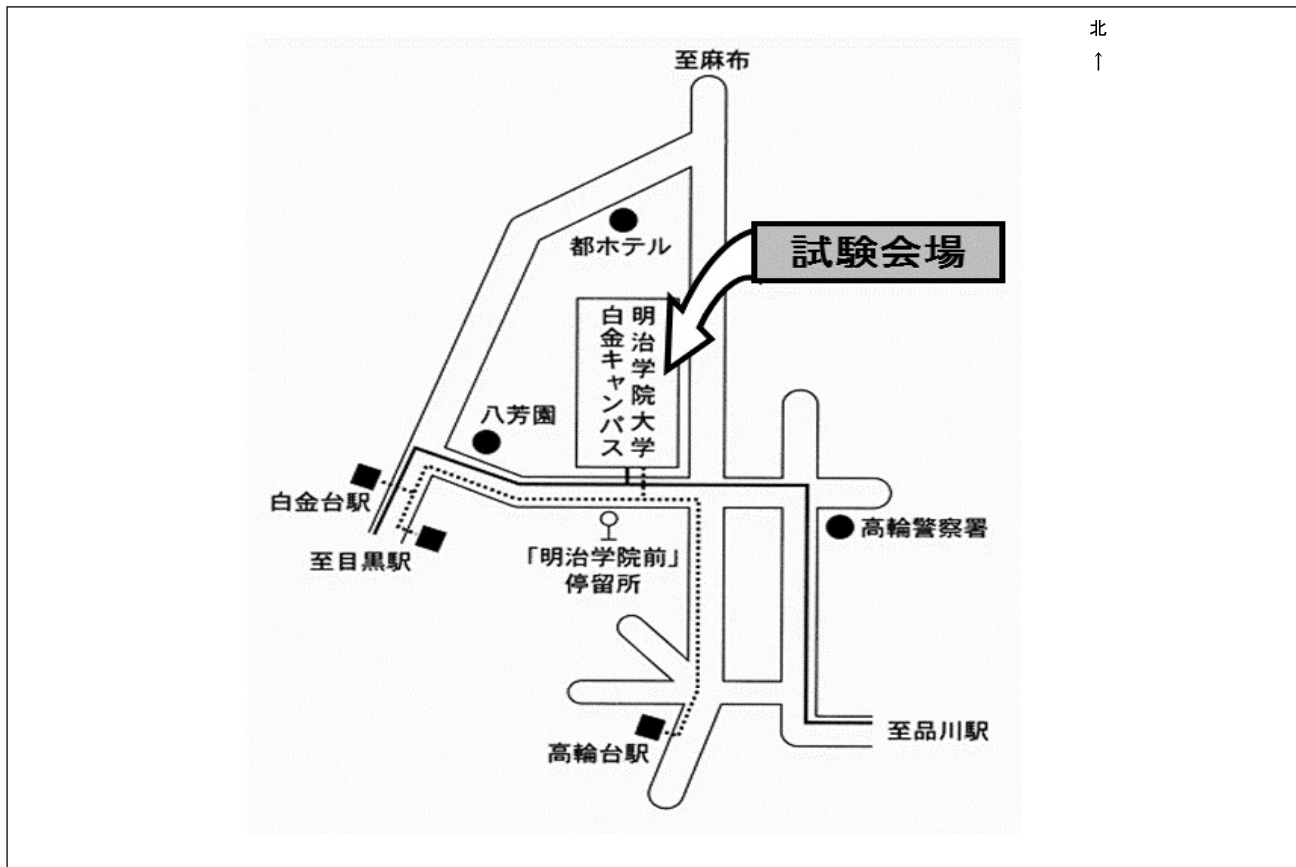 北
↑
至麻布
都ホテル
試験会場
明治学院大学
白金キャンパス
八芳園
白金台駅
至目黒駅
「明治学院前」
停留所
高輪警察署
高輪台駅
至品川駅